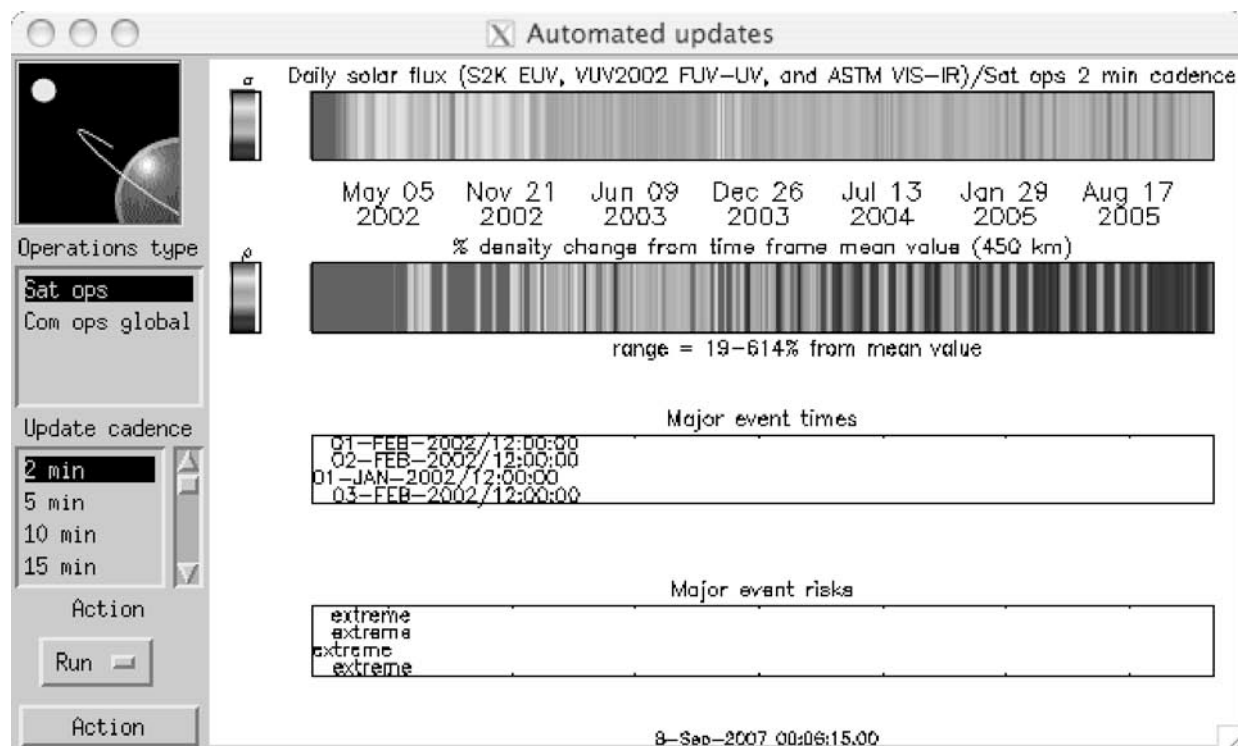 X Automated updates
Operations type
Sat ops
Com ops global
Update cadence
2 min
5 min
10 min
15 min
Action
Run
Action
Daily solar flux (S2K EUV, VUV2002 FUV-UV, and ASTM VIS-IR)/Sat ops 2 min cadence
σ
May 05 Nov 21 Jun 09 Dec 26 Jul 13 Jan 29 Aug 17
2002 2002 2003 2003 2004 2005 2005
% density change from time frame mean value (450 km)
ρ
range = 19-614% from mean value
Major event times
01-FEB-2002/12:00:00
02-FEB-2002/12:00:00
01-JAN-2002/12:00:00
03-FEB-2002/12:00:00
Major event risks
extreme
extreme
extreme
extreme
8-Sep-2007 00:06:15.00